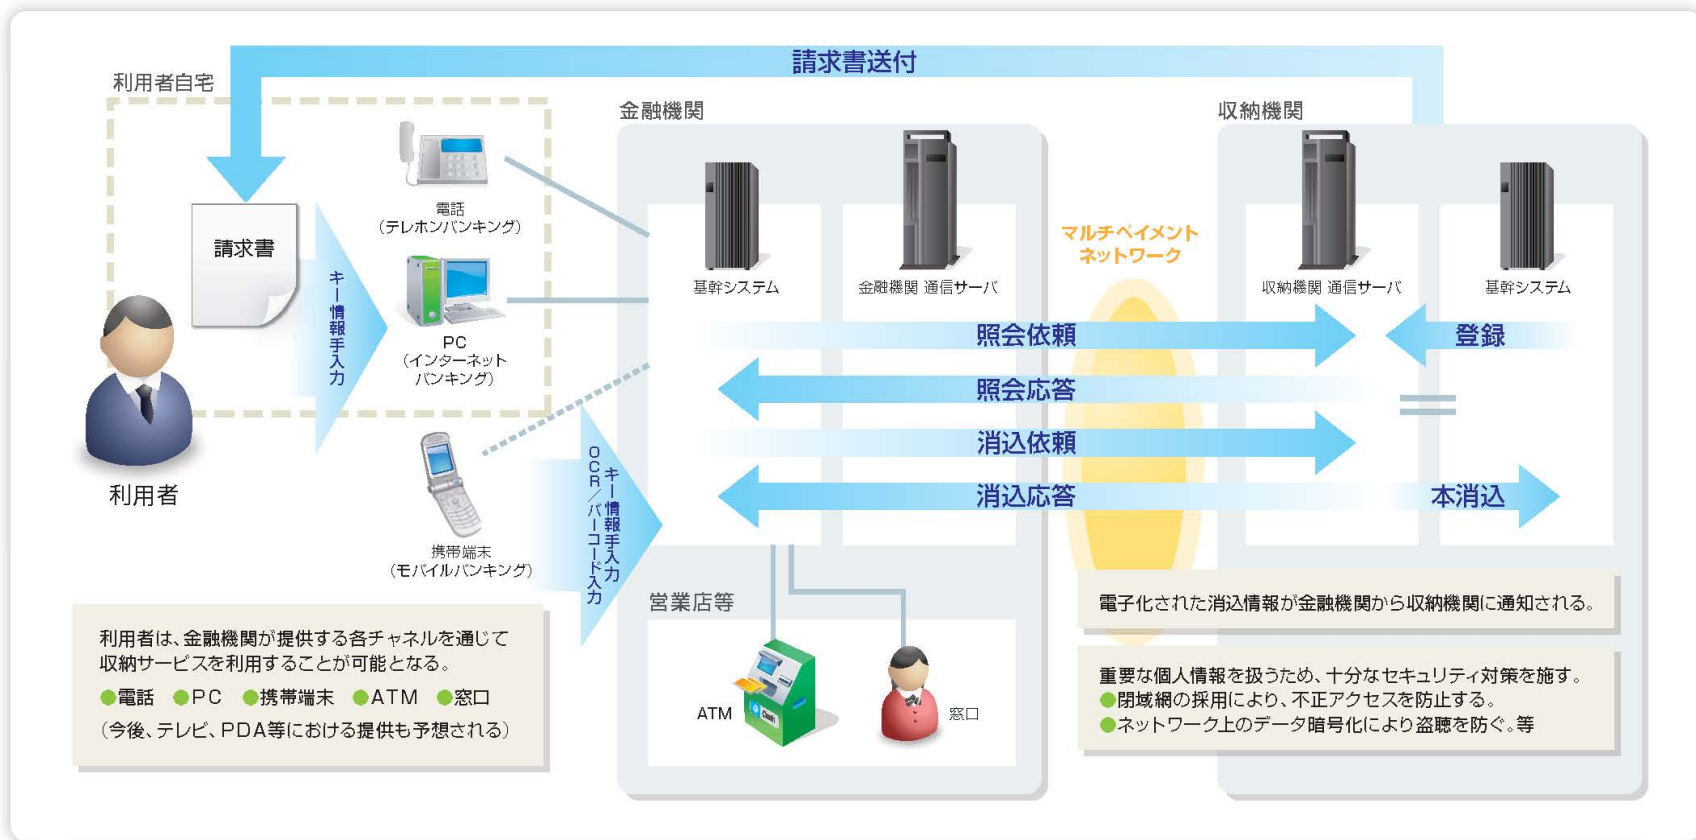 請求書送付
利用者自宅
請求書
利用者
キー情報手入力
電話
(テレホンバンキング)
PC
(インターネット
バンキング)
携帯端末
(モバイルバンキング)
キー情報手入力
OCR/バーコード入力
金融機関
基幹システム
金融機関 通信サーバ
マルチペイメント
ネットワーク
収納機関
収納機関 通信サーバ
基幹システム
照会依頼
登録
照会応答
消込依頼
消込応答
本消込
営業店等
ATM
窓口
利用者は、金融機関が提供する各チャネルを通じて
収納サービスを利用することが可能となる。
●電話 ●PC ●携帯端末 ●ATM ●窓口
(今後、テレビ、PDA等における提供も予想される)
電子化された消込情報が金融機関から収納機関に通知される。
重要な個人情報を扱うため、十分なセキュリティ対策を施す。
●閉域網の採用により、不正アクセスを防止する。
●ネットワーク上のデータ暗号化により盗聴を防ぐ。等